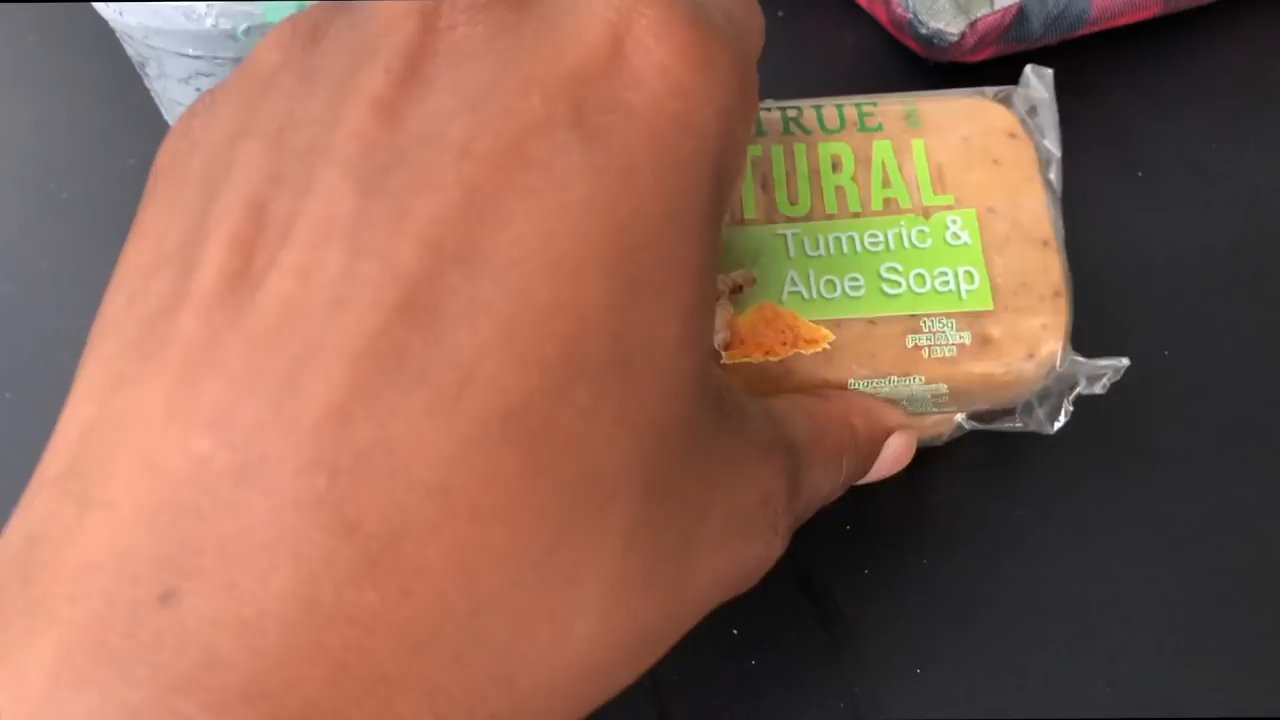 TRUE
TURAL
Tumeric &
Aloe Soap
115g
(PER PACK)
1 BAR
ingredients